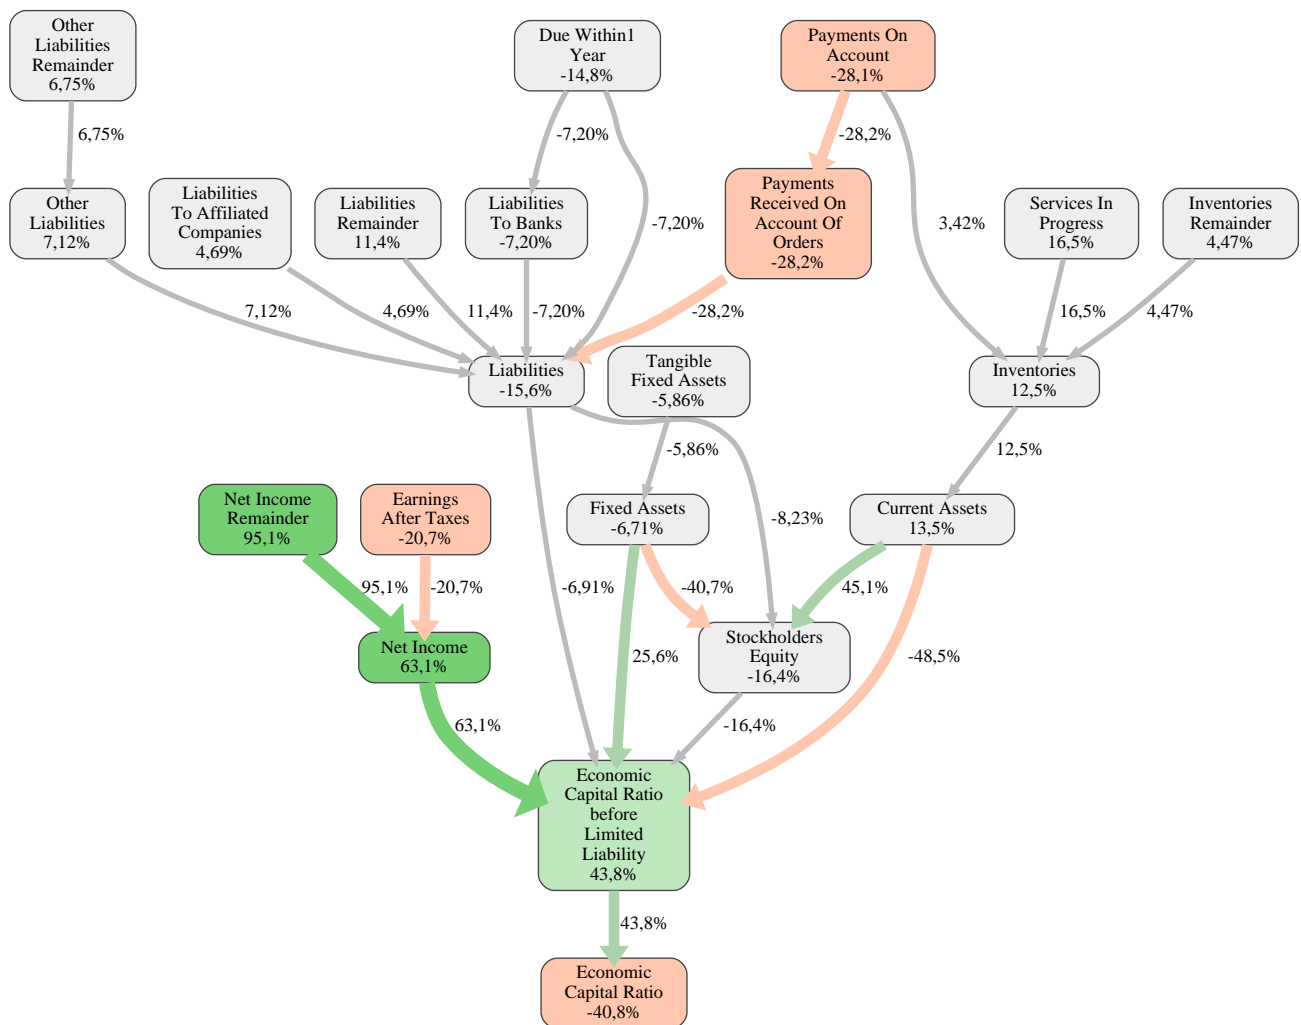 Other
Liabilities
Remainder
6,75%
Due Within1
Year
-14,8%
Payments On
Account
-28,1%
6,75%
-7,20%
-28,2%
Other
Liabilities
7,12%
Liabilities
To Affiliated
Companies
4,69%
Liabilities
Remainder
11,4%
Liabilities
To Banks
-7,20%
-7,20%
Payments
Received On
Account Of
Orders
-28,2%
3,42%
Services In
Progress
16,5%
Inventories
Remainder
4,47%
7,12%
4,69%
11,4%
-7,20%
-28,2%
16,5%
4,47%
Liabilities
-15,6%
Tangible
Fixed Assets
-5,86%
Inventories
12,5%
-5,86%
12,5%
Net Income
Remainder
95,1%
Earnings
After Taxes
-20,7%
Fixed Assets
-6,71%
-8,23%
Current Assets
13,5%
95,1%
-20,7%
-6,91%
-40,7%
45,1%
Net Income
63,1%
25,6%
Stockholders
Equity
-16,4%
-48,5%
63,1%
-16,4%
Economic
Capital Ratio
before
Limited
Liability
43,8%
43,8%
Economic
Capital Ratio
-40,8%